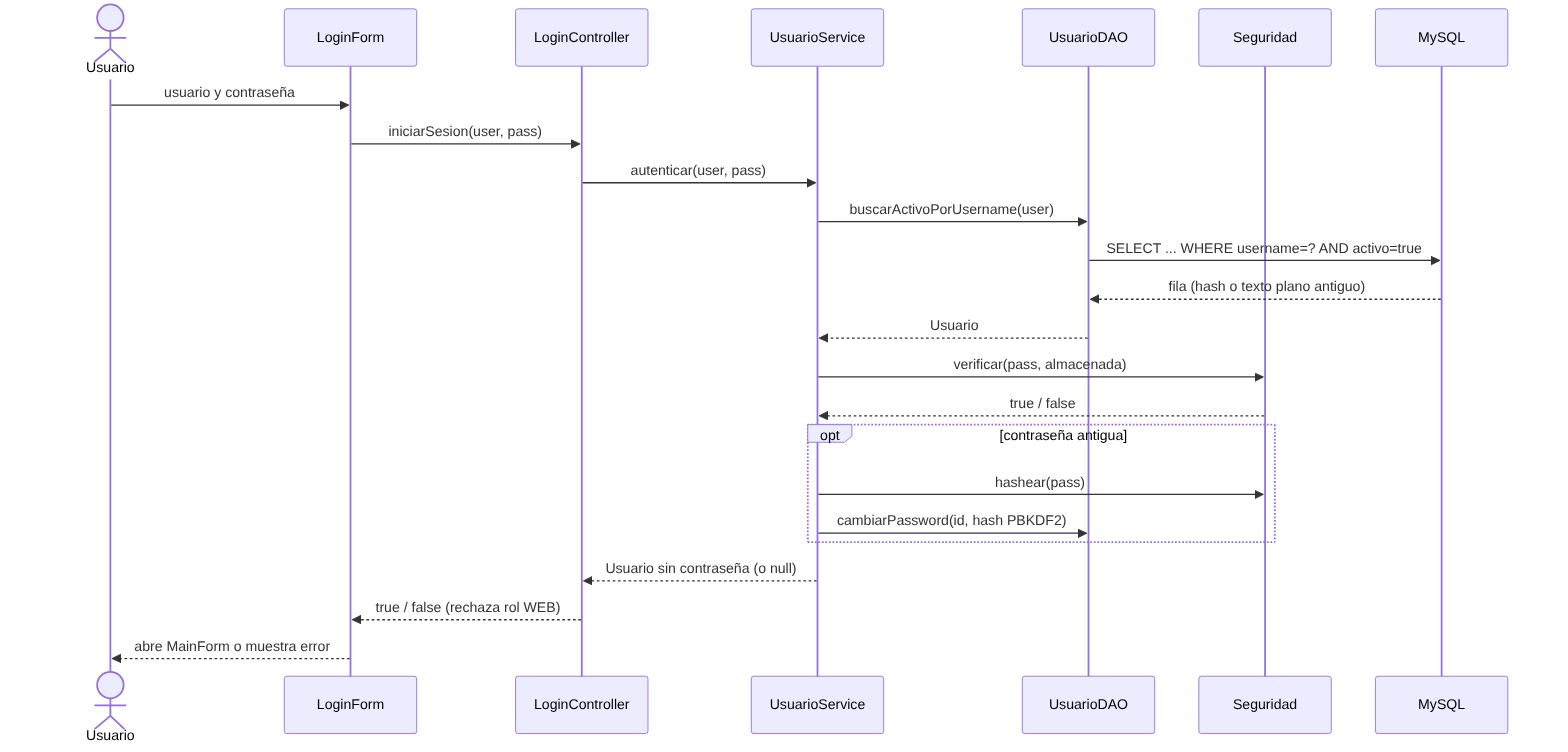 Usuario
LoginForm
LoginController
UsuarioService
UsuarioDAO
Seguridad
MySQL
usuario y contraseña
iniciarSesion(user, pass)
autenticar(user, pass)
buscarActivoPorUsername(user)
SELECT ... WHERE username=? AND activo=true
fila (hash o texto plano antiguo)
Usuario
verificar(pass, almacenada)
true / false
opt
[contraseña antigua]
hashear(pass)
cambiarPassword(id, hash PBKDF2)
Usuario sin contraseña (o null)
true / false (rechaza rol WEB)
abre MainForm o muestra error
Usuario
LoginForm
LoginController
UsuarioService
UsuarioDAO
Seguridad
MySQL